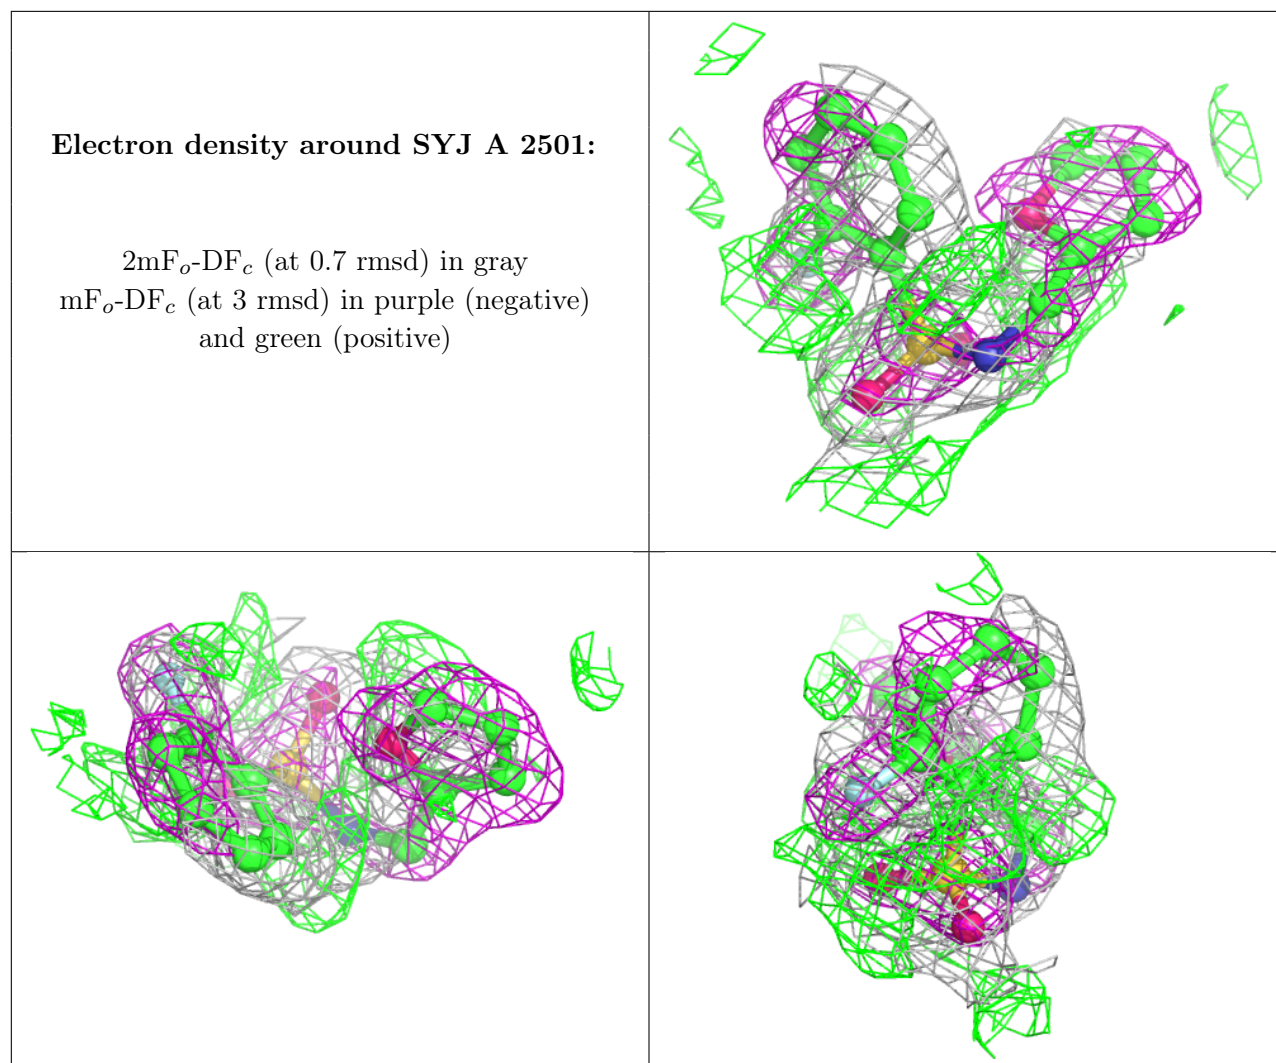 Electron density around SYJ A 2501:
2mFo-DFc (at 0.7 rmsd) in gray
mFo-DFc (at 3 rmsd) in purple (negative)
and green (positive)